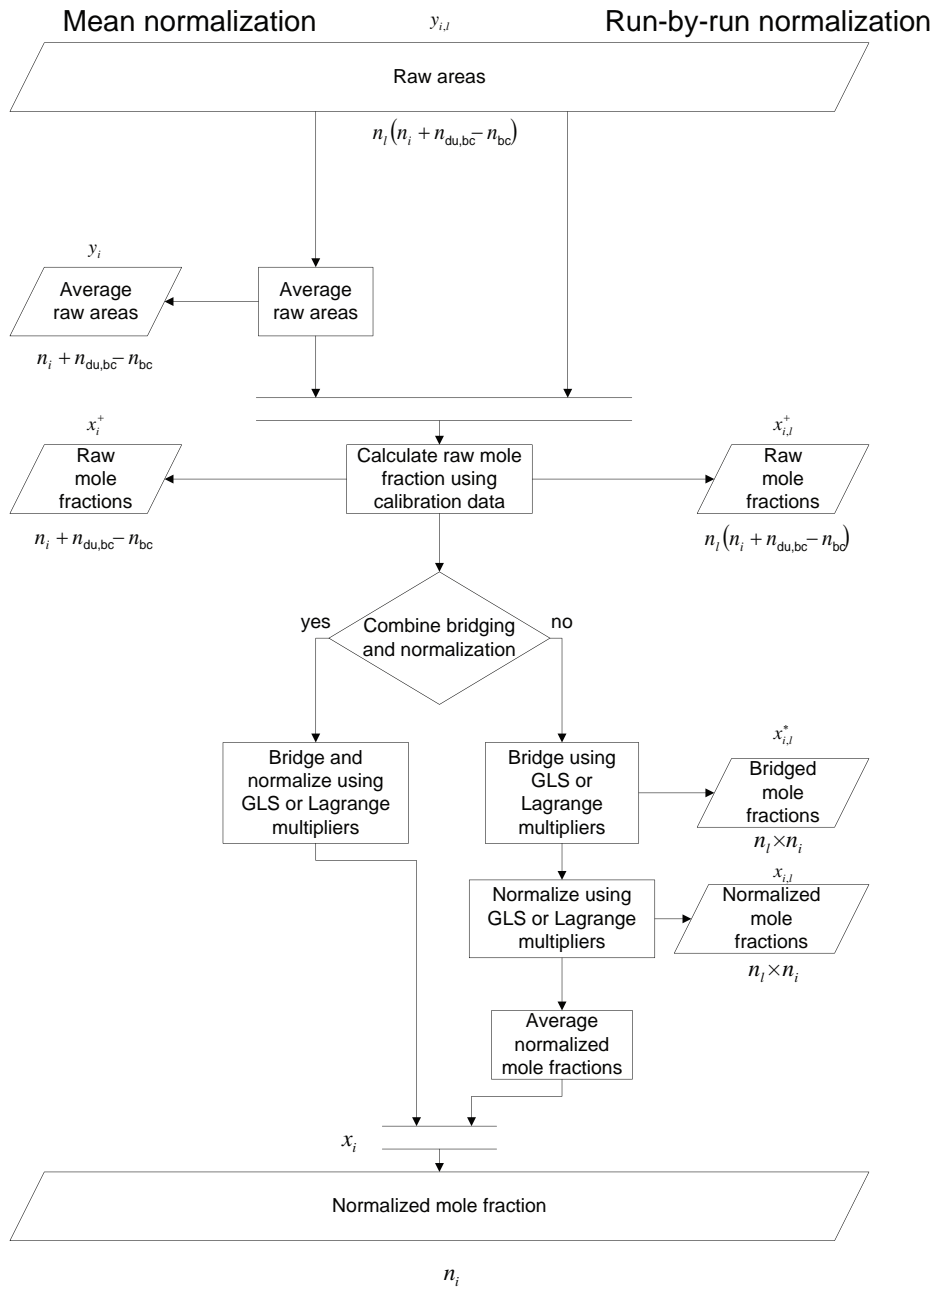 Mean normalization
y_{i,l}
Run-by-run normalization
Raw areas
n_l(n_i + n_{du,bc} − n_{bc})
y_i
Average
raw areas
Average
raw areas
n_i + n_{du,bc} − n_{bc}
x_i^+
x_{i,l}^+
Raw
mole
fractions
Calculate raw mole
fraction using
calibration data
Raw
mole
fractions
n_i + n_{du,bc} − n_{bc}
n_l(n_i + n_{du,bc} − n_{bc})
yes
no
Combine bridging
and normalization
x_{i,l}^*
Bridge and
normalize using
GLS or Lagrange
multipliers
Bridge using
GLS or
Lagrange
multipliers
Bridged
mole
fractions
n_l × n_i
x_{i,l}
Normalize using
GLS or Lagrange
multipliers
Normalized
mole
fractions
n_l × n_i
Average
normalized
mole fractions
x_i
Normalized mole fraction
n_i